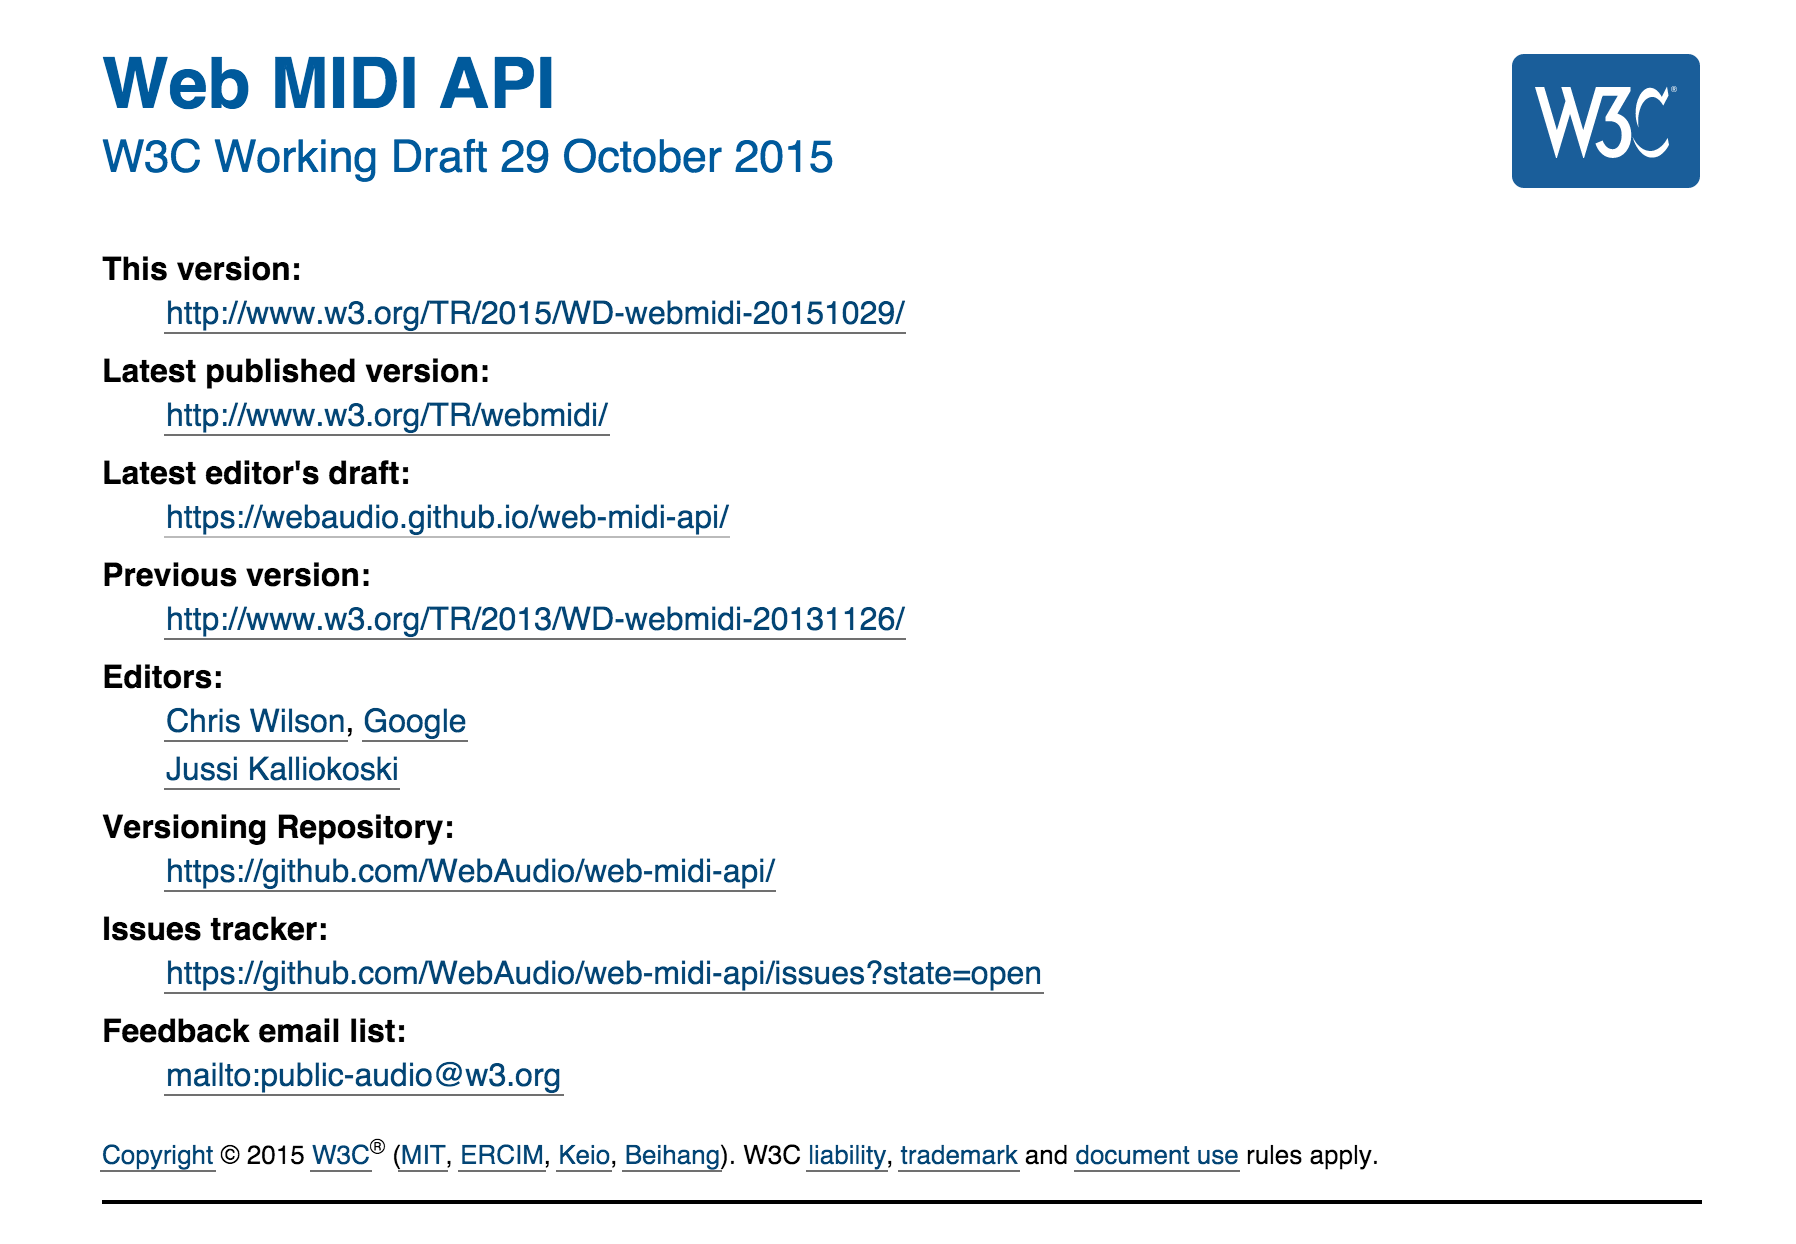 Web MIDI API
W3C®
W3C Working Draft 29 October 2015
This version:
http://www.w3.org/TR/2015/WD-webmidi-20151029/
Latest published version:
http://www.w3.org/TR/webmidi/
Latest editor's draft:
https://webaudio.github.io/web-midi-api/
Previous version:
http://www.w3.org/TR/2013/WD-webmidi-20131126/
Editors:
Chris Wilson, Google
Jussi Kalliokoski
Versioning Repository:
https://github.com/WebAudio/web-midi-api/
Issues tracker:
https://github.com/WebAudio/web-midi-api/issues?state=open
Feedback email list:
mailto:public-audio@w3.org
Copyright © 2015 W3C® (MIT, ERCIM, Keio, Beihang). W3C liability, trademark and document use rules apply.